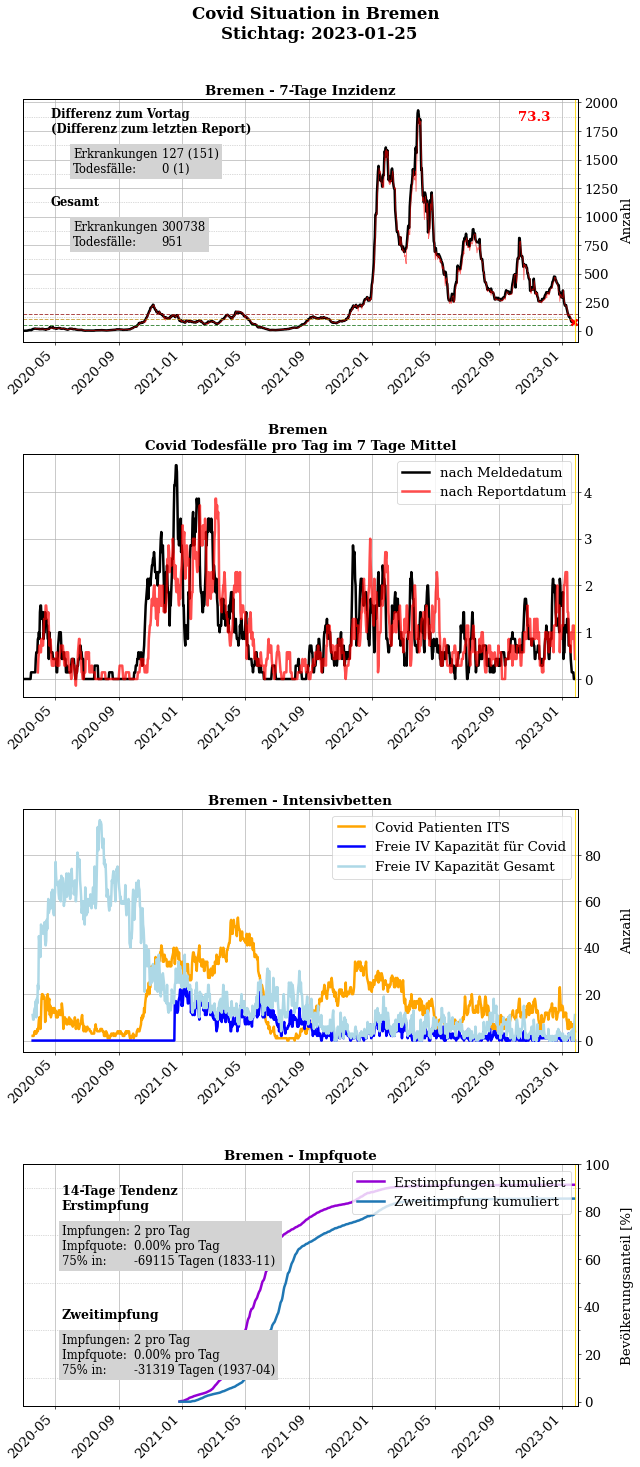 Covid Situation in Bremen
Stichtag: 2023-01-25
Bremen - 7-Tage Inzidenz
Differenz zum Vortag
(Differenz zum letzten Report)
Erkrankungen 127 (151)
Todesfälle: 0 (1)
Gesamt
Erkrankungen 300738
Todesfälle: 951
73.3
2000
1750
1500
1250
1000
750
500
250
0
Anzahl
2020-05
2020-09
2021-01
2021-05
2021-09
2022-01
2022-05
2022-09
2023-01
Bremen
Covid Todesfälle pro Tag im 7 Tage Mittel
nach Meldedatum
nach Reportdatum
4
3
2
1
0
2020-05
2020-09
2021-01
2021-05
2021-09
2022-01
2022-05
2022-09
2023-01
Bremen - Intensivbetten
Covid Patienten ITS
Freie IV Kapazität für Covid
Freie IV Kapazität Gesamt
80
60
40
20
0
Anzahl
2020-05
2020-09
2021-01
2021-05
2021-09
2022-01
2022-05
2022-09
2023-01
Bremen - Impfquote
14-Tage Tendenz
Erstimpfung
Impfungen: 2 pro Tag
Impfquote: 0.00% pro Tag
75% in: -69115 Tagen (1833-11)
Zweitimpfung
Impfungen: 2 pro Tag
Impfquote: 0.00% pro Tag
75% in: -31319 Tagen (1937-04)
Erstimpfungen kumuliert
Zweitimpfung kumuliert
100
80
60
40
20
0
Bevölkerungsanteil [%]
2020-05
2020-09
2021-01
2021-05
2021-09
2022-01
2022-05
2022-09
2023-01